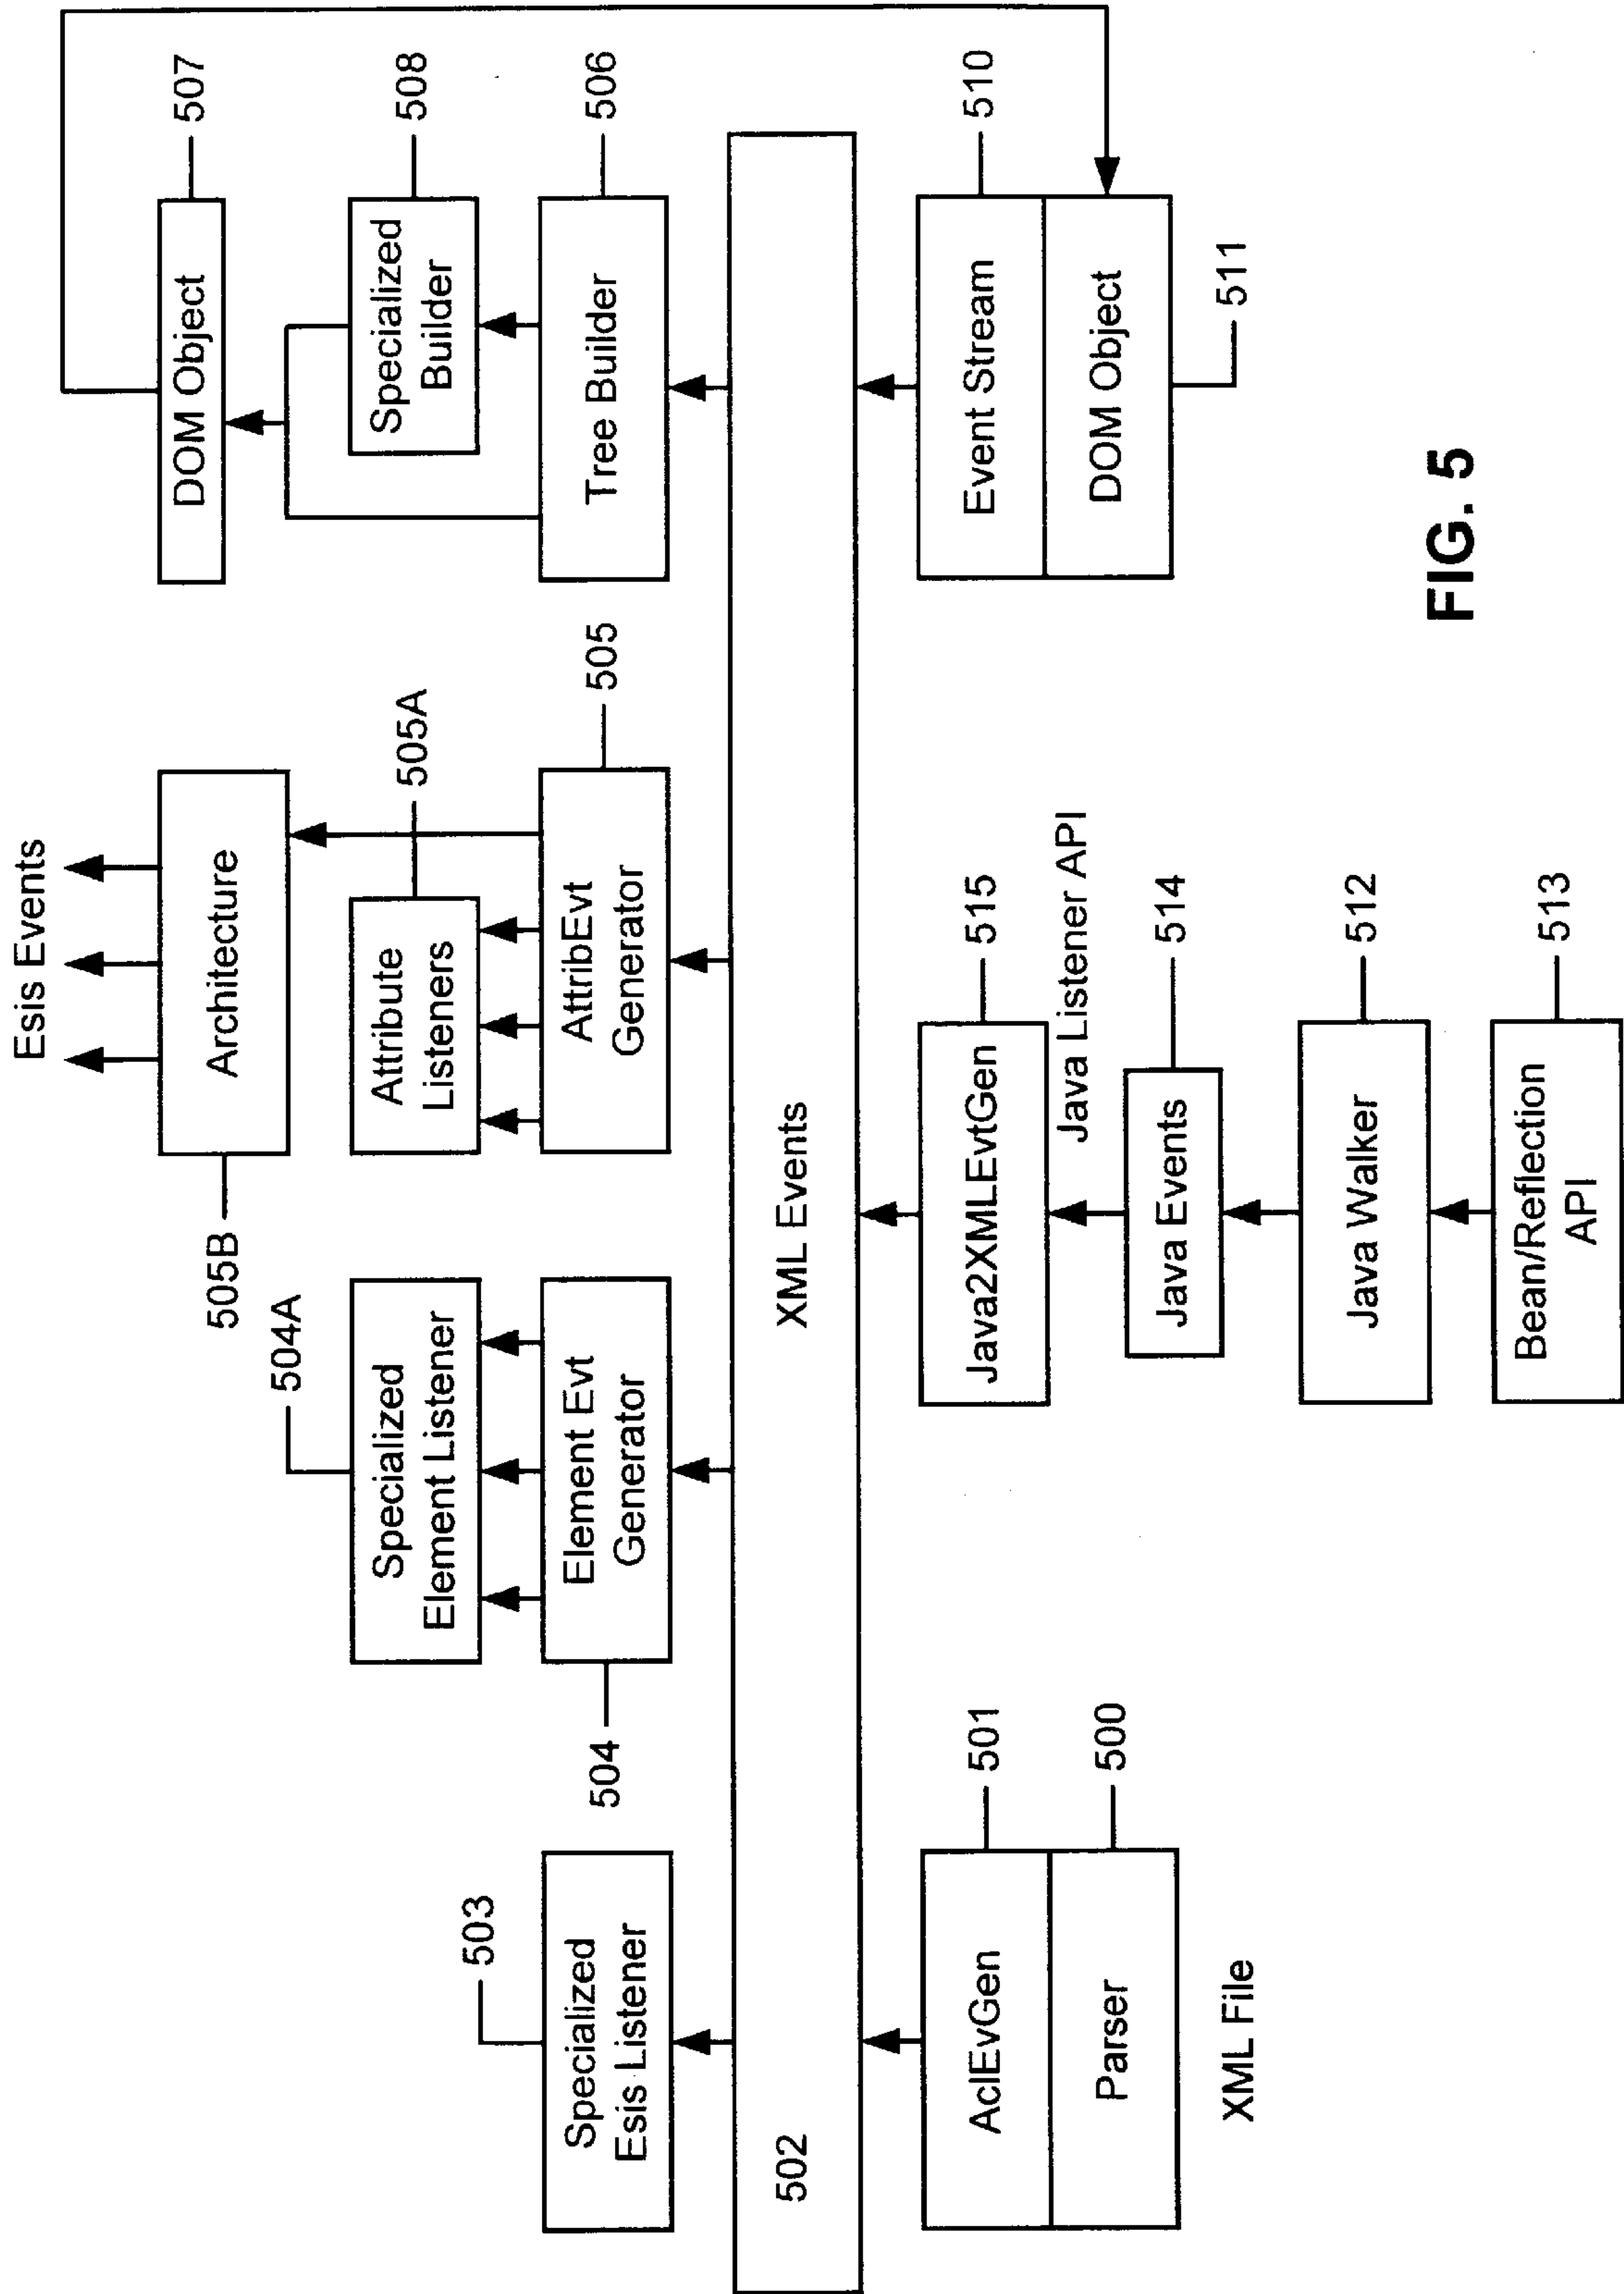 Esis Events
DOM Object
507
Architecture
505B
Specialized
Builder
508
Attribute
Listeners
505A
Specialized
Element Listener
504A
Tree Builder
506
AttribEvt
Generator
505
Element Evt
Generator
504
Specialized
Esis Listener
503
502
XML Events
AclEvGen
501
Parser
500
XML File
Java2XMLEvtGen
515
Java Listener API
Java Events
514
Java Walker
512
Bean/Reflection
API
513
Event Stream
510
DOM Object
511
FIG. 5